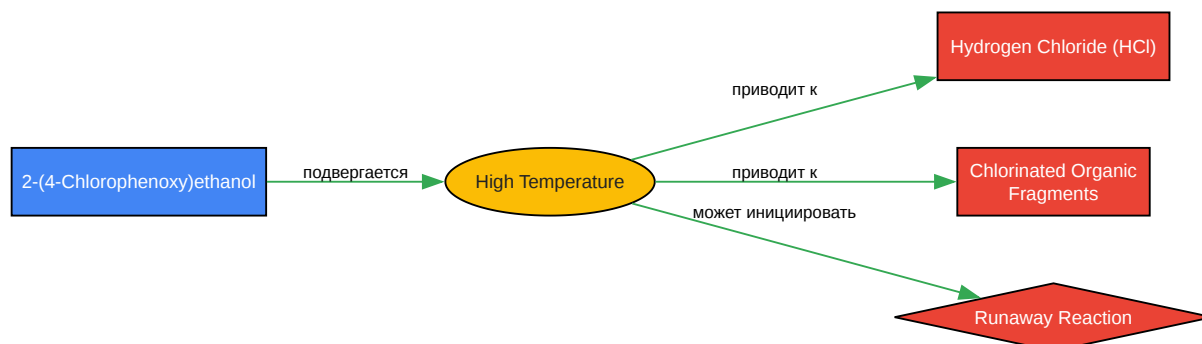 Hydrogen Chloride (HCl)
приводит к
2-(4-Chlorophenoxy)ethanol
подвергается
High Temperature
приводит к
Chlorinated Organic
Fragments
может инициировать
Runaway Reaction